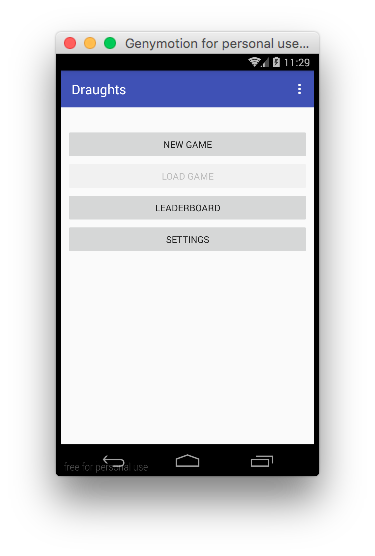 Genymotion for personal use...
11:29
Draughts
NEW GAME
LOAD GAME
LEADERBOARD
SETTINGS
free for personal use